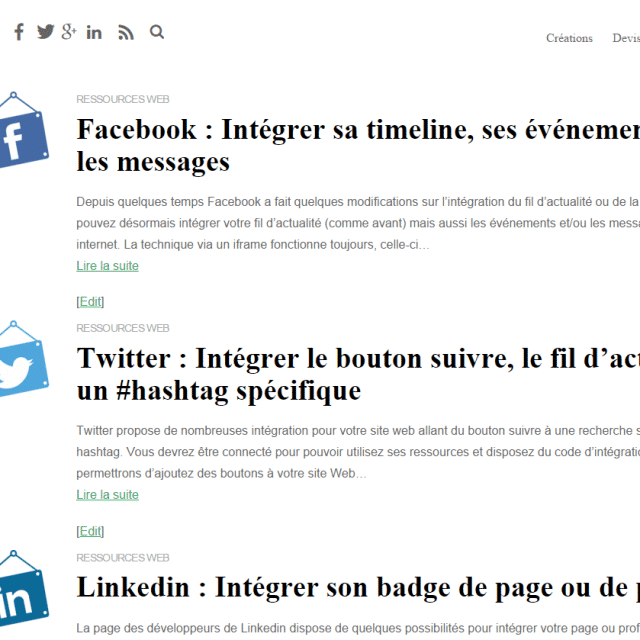 Créations Devis
RESSOURCES WEB
Facebook : Intégrer sa timeline, ses événemen
les messages
Depuis quelques temps Facebook a fait quelques modifications sur l'intégration du fil d'actualité ou de la
pouvez désormais intégrer votre fil d'actualité (comme avant) mais aussi les événements et/ou les messa
internet. La technique via un iframe fonctionne toujours, celle-ci…
Lire la suite
[Edit]
RESSOURCES WEB
Twitter : Intégrer le bouton suivre, le fil d'act
un #hashtag spécifique
Twitter propose de nombreuses intégration pour votre site web allant du bouton suivre à une recherche s
hashtag. Vous devrez être connecté pour pouvoir utilisez ses ressources et disposez du code d'intégratio
permettrons d'ajoutez des boutons à votre site Web…
Lire la suite
[Edit]
RESSOURCES WEB
in
Linkedin : Intégrer son badge de page ou de p
La page des développeurs de Linkedin dispose de quelques possibilités pour intégrer votre page ou prof